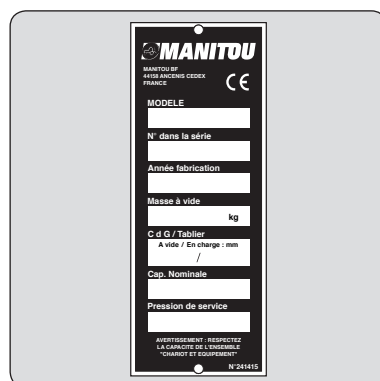 MANITOU
MANITOU BF
44158 ANCENIS CEDEX
FRANCE
CE
MODELE
N° dans la série
Année fabrication
Masse à vide
kg
C d G / Tablier
A vide / En charge : mm
/
Cap. Nominale
Pression de service
AVERTISSEMENT : RESPECTEZ
LA CAPACITE DE L'ENSEMBLE
"CHARIOT ET EQUIPEMENT"
N°241415